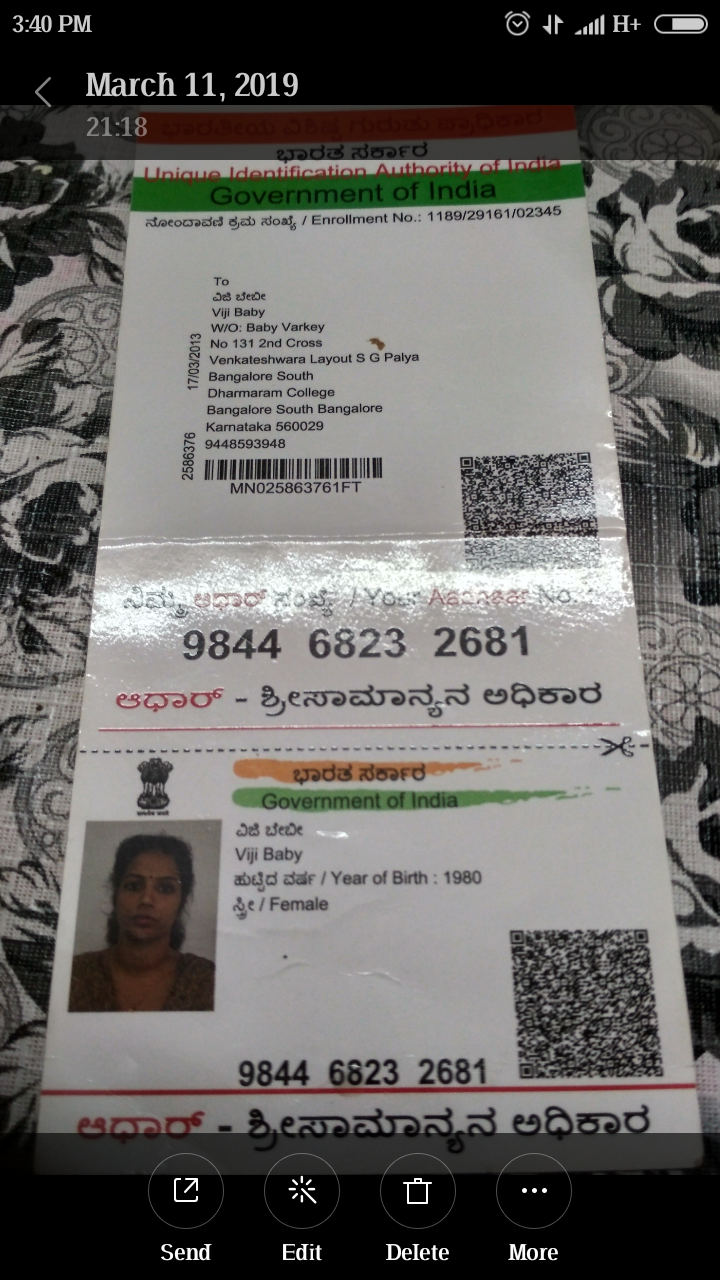 3:40 PM
H+
March 11, 2019
21:18
ಭಾರತೀಯ ವಿಶಿಷ್ಟ ಗುರುತು ಪ್ರಾಧಿಕಾರ
ಭಾರತ ಸರ್ಕಾರ
Unique Identification Authority of India
Government of India
ನೋಂದಾವಣಿ ಕ್ರಮ ಸಂಖ್ಯೆ / Enrollment No.: 1189/29161/02345
To
ವಿಜಿ ಬೇಬೀ
Viji Baby
W/O: Baby Varkey
No 131 2nd Cross
Venkateshwara Layout S G Palya
Bangalore South
Dharmaram College
Bangalore South Bangalore
Karnataka 560029
9448593948
17/03/2013
2586376
MN025863761FT
ನಿಮ್ಮ ಆಧಾರ್ ಸಂಖ್ಯೆ / Your Aadhaar No. :
9844 6823 2681
ಆಧಾರ್ - ಶ್ರೀಸಾಮಾನ್ಯನ ಅಧಿಕಾರ
ಭಾರತ ಸರ್ಕಾರ
Government of India
ವಿಜಿ ಬೇಬೀ
Viji Baby
ಹುಟ್ಟಿದ ವರ್ಷ / Year of Birth : 1980
ಸ್ತ್ರೀ / Female
9844 6823 2681
ಆಧಾರ್ - ಶ್ರೀಸಾಮಾನ್ಯನ ಅಧಿಕಾರ
Send Edit Delete More